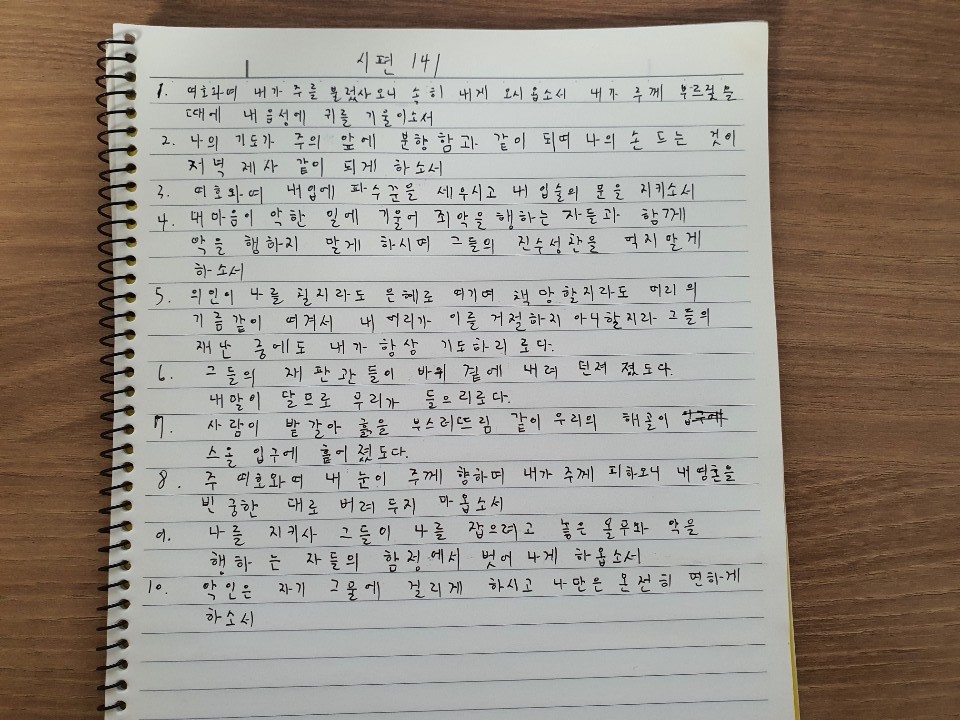 시편 141
1. 여호와여 내가 주를 불렀사오니 속히 내게 오시옵소서 내가 주께 부르짖을
때에 내 음성에 귀를 기울이소서
2. 나의 기도가 주의 앞에 분향함과 같이 되며 나의 손 드는 것이
저녁 제사 같이 되게 하소서
3. 여호와여 내 입에 파수꾼을 세우시고 내 입술의 문을 지키소서
4. 내 마음이 악한 일에 기울어 죄악을 행하는 자들과 함께
악을 행하지 말게 하시며 그들의 진수성찬을 먹지 말게
하소서
5. 의인이 나를 칠지라도 은혜로 여기며 책망할지라도 머리의
기름같이 여겨서 내 머리가 이를 거절하지 아니할지라 그들의
재난 중에도 내가 항상 기도하리로다.
6. 그들의 재판관들이 바위 곁에 내려 던져 졌도다.
내말이 달므로 무리가 들으리로다.
7. 사람이 밭 갈아 흙을 부스러뜨림 같이 우리의 해골이 입구에
스올 입구에 흩어 졌도다.
8. 주 여호와여 내 눈이 주께 향하며 내가 주께 피하오니 내영혼을
빈궁한 대로 버려 두지 마옵소서
9. 나를 지키사 그들이 나를 잡으려고 놓은 올무와 악을
행하는 자들의 함정에서 벗어 나게 하옵소서
10. 악인은 자기 그물에 걸리게 하시고 나만은 온전히 면하게
하소서